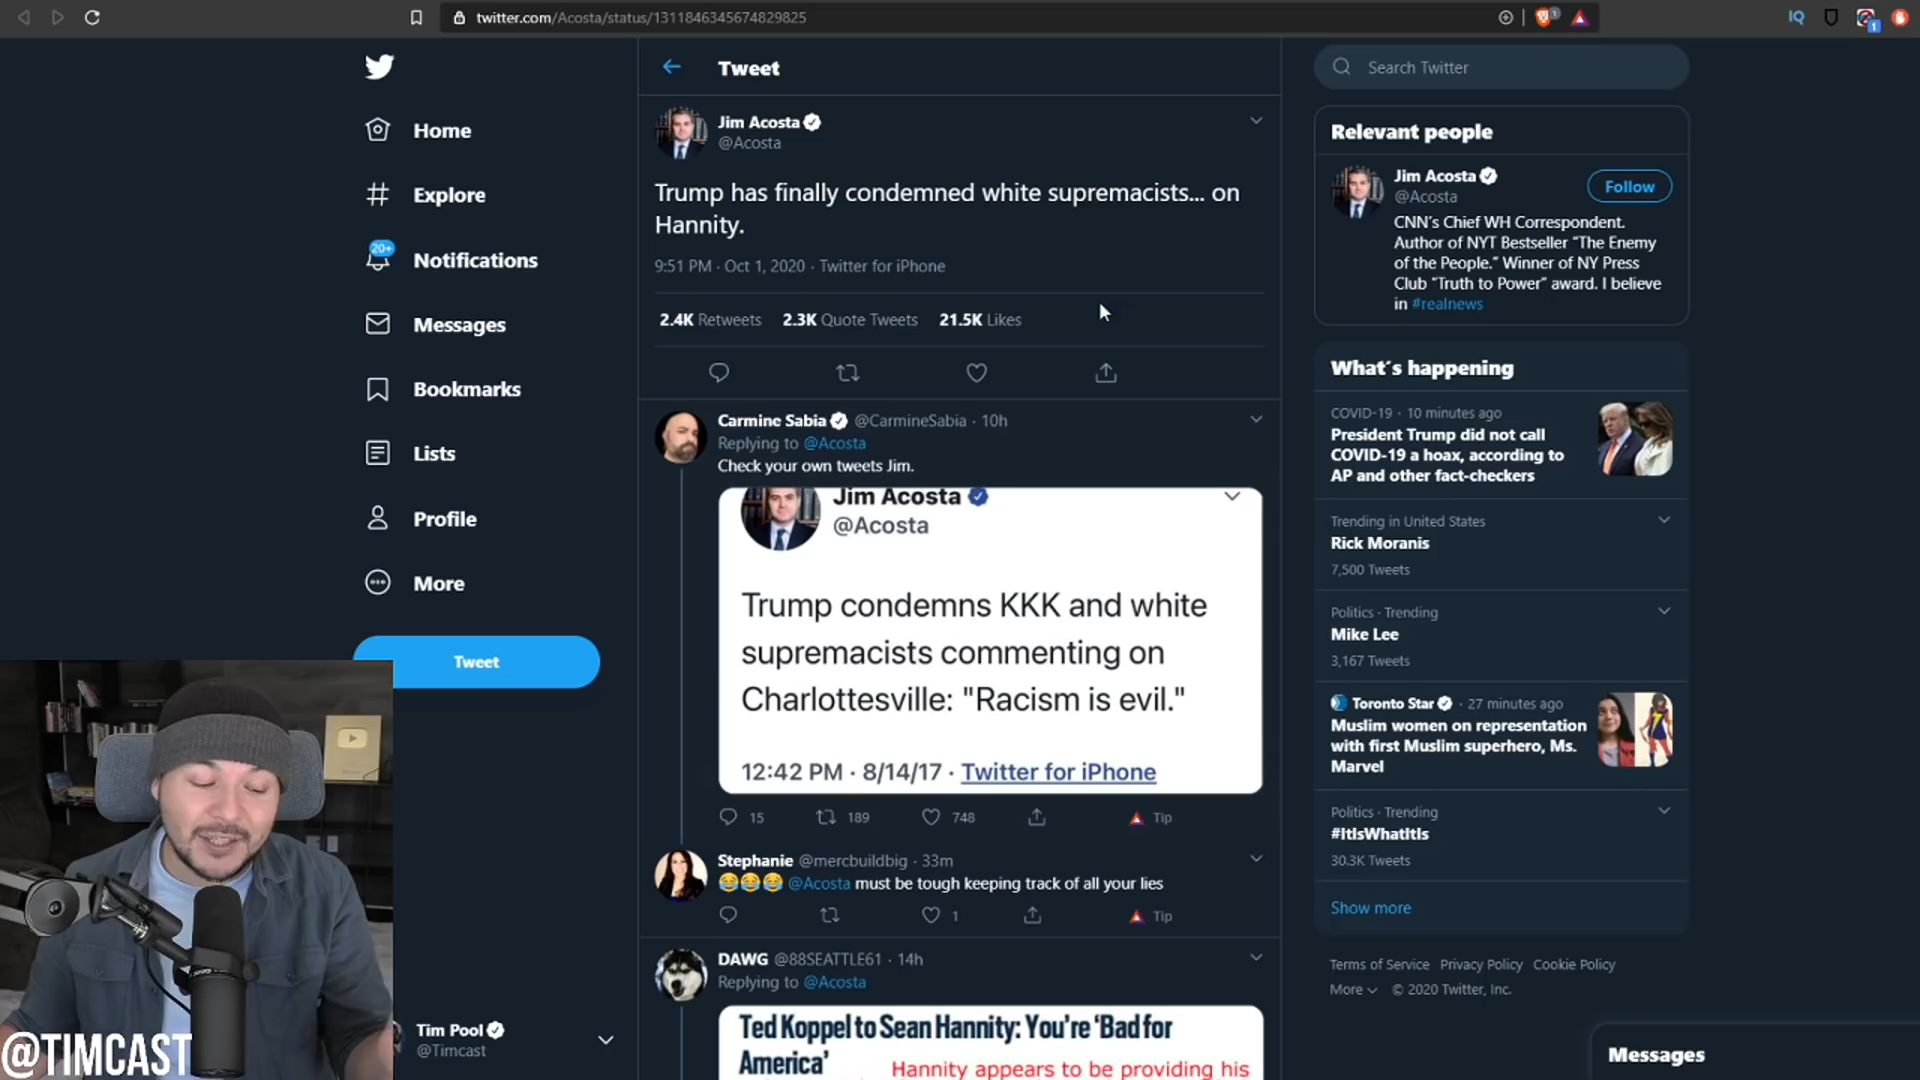 twitter.com/Acosta/status/1311846345674829825
1
IQ
1
Home
Explore
20+
Notifications
Messages
Bookmarks
Lists
Profile
More
Tweet
Tim Pool
@Timcast
@TIMCAST
Tweet
Jim Acosta
@Acosta
Trump has finally condemned white supremacists... on
Hannity.
9:51 PM · Oct 1, 2020 · Twitter for iPhone
2.4K Retweets 2.3K Quote Tweets 21.5K Likes
Carmine Sabia @CarmineSabia · 10h
Replying to @Acosta
Check your own tweets Jim.
Jim Acosta
@Acosta
Trump condemns KKK and white
supremacists commenting on
Charlottesville: "Racism is evil."
12:42 PM · 8/14/17 · Twitter for iPhone
15 189 748 Tip
Stephanie @mercbuildbig · 33m
😂😂😂 @Acosta must be tough keeping track of all your lies
1 Tip
DAWG @88SEATTLE61 · 14h
Replying to @Acosta
Ted Koppel to Sean Hannity: You're 'Bad for
America'
Hannity appears to be providing his
Search Twitter
Relevant people
Jim Acosta
@Acosta
Follow
CNN's Chief WH Correspondent.
Author of NYT Bestseller "The Enemy
of the People." Winner of NY Press
Club "Truth to Power" award. I believe
in #realnews
What's happening
COVID-19 · 10 minutes ago
President Trump did not call
COVID-19 a hoax, according to
AP and other fact-checkers
Trending in United States
Rick Moranis
7,500 Tweets
Politics · Trending
Mike Lee
3,167 Tweets
Toronto Star · 27 minutes ago
Muslim women on representation
with first Muslim superhero, Ms.
Marvel
Politics · Trending
#ItIsWhatItIs
30.3K Tweets
Show more
Terms of Service Privacy Policy Cookie Policy
More © 2020 Twitter, Inc.
Messages